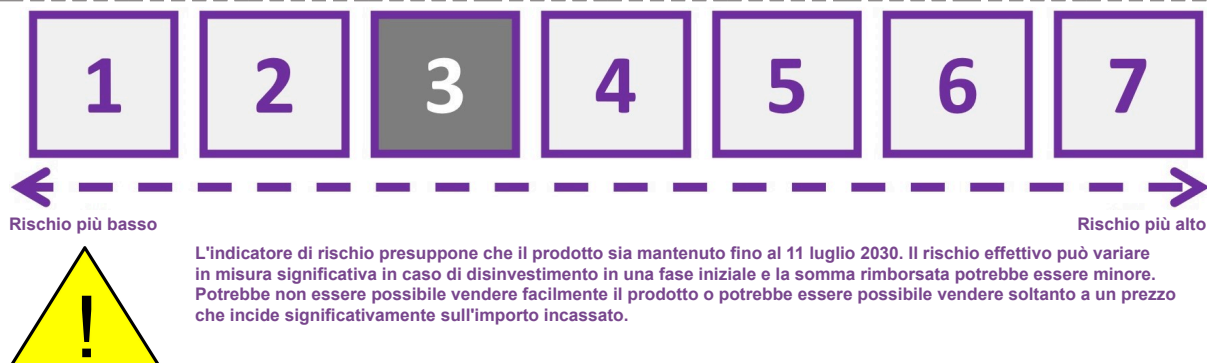 1 2 3 4 5 6 7
Rischio più basso Rischio più alto
L'indicatore di rischio presuppone che il prodotto sia mantenuto fino al 11 luglio 2030. Il rischio effettivo può variare
in misura significativa in caso di disinvestimento in una fase iniziale e la somma rimborsata potrebbe essere minore.
Potrebbe non essere possibile vendere facilmente il prodotto o potrebbe essere possibile vendere soltanto a un prezzo
che incide significativamente sull'importo incassato.
!